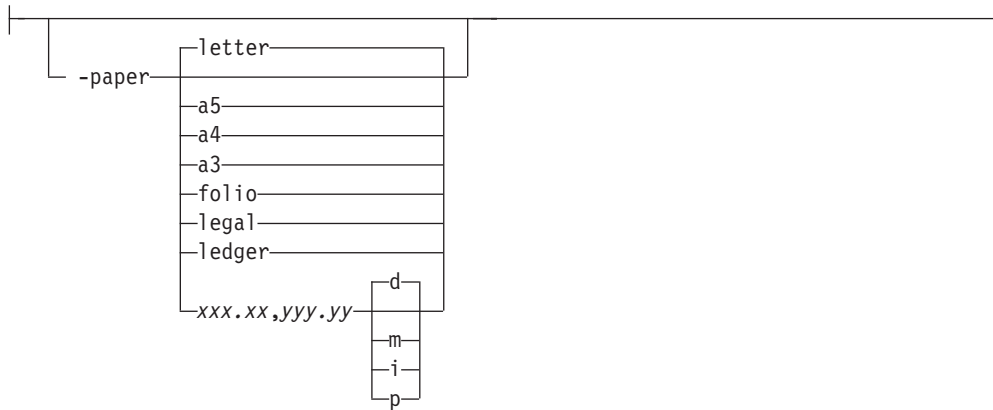 letter
-paper
a5
a4
a3
folio
legal
ledger
d
xxx.xx,yyy.yy
m
i
p